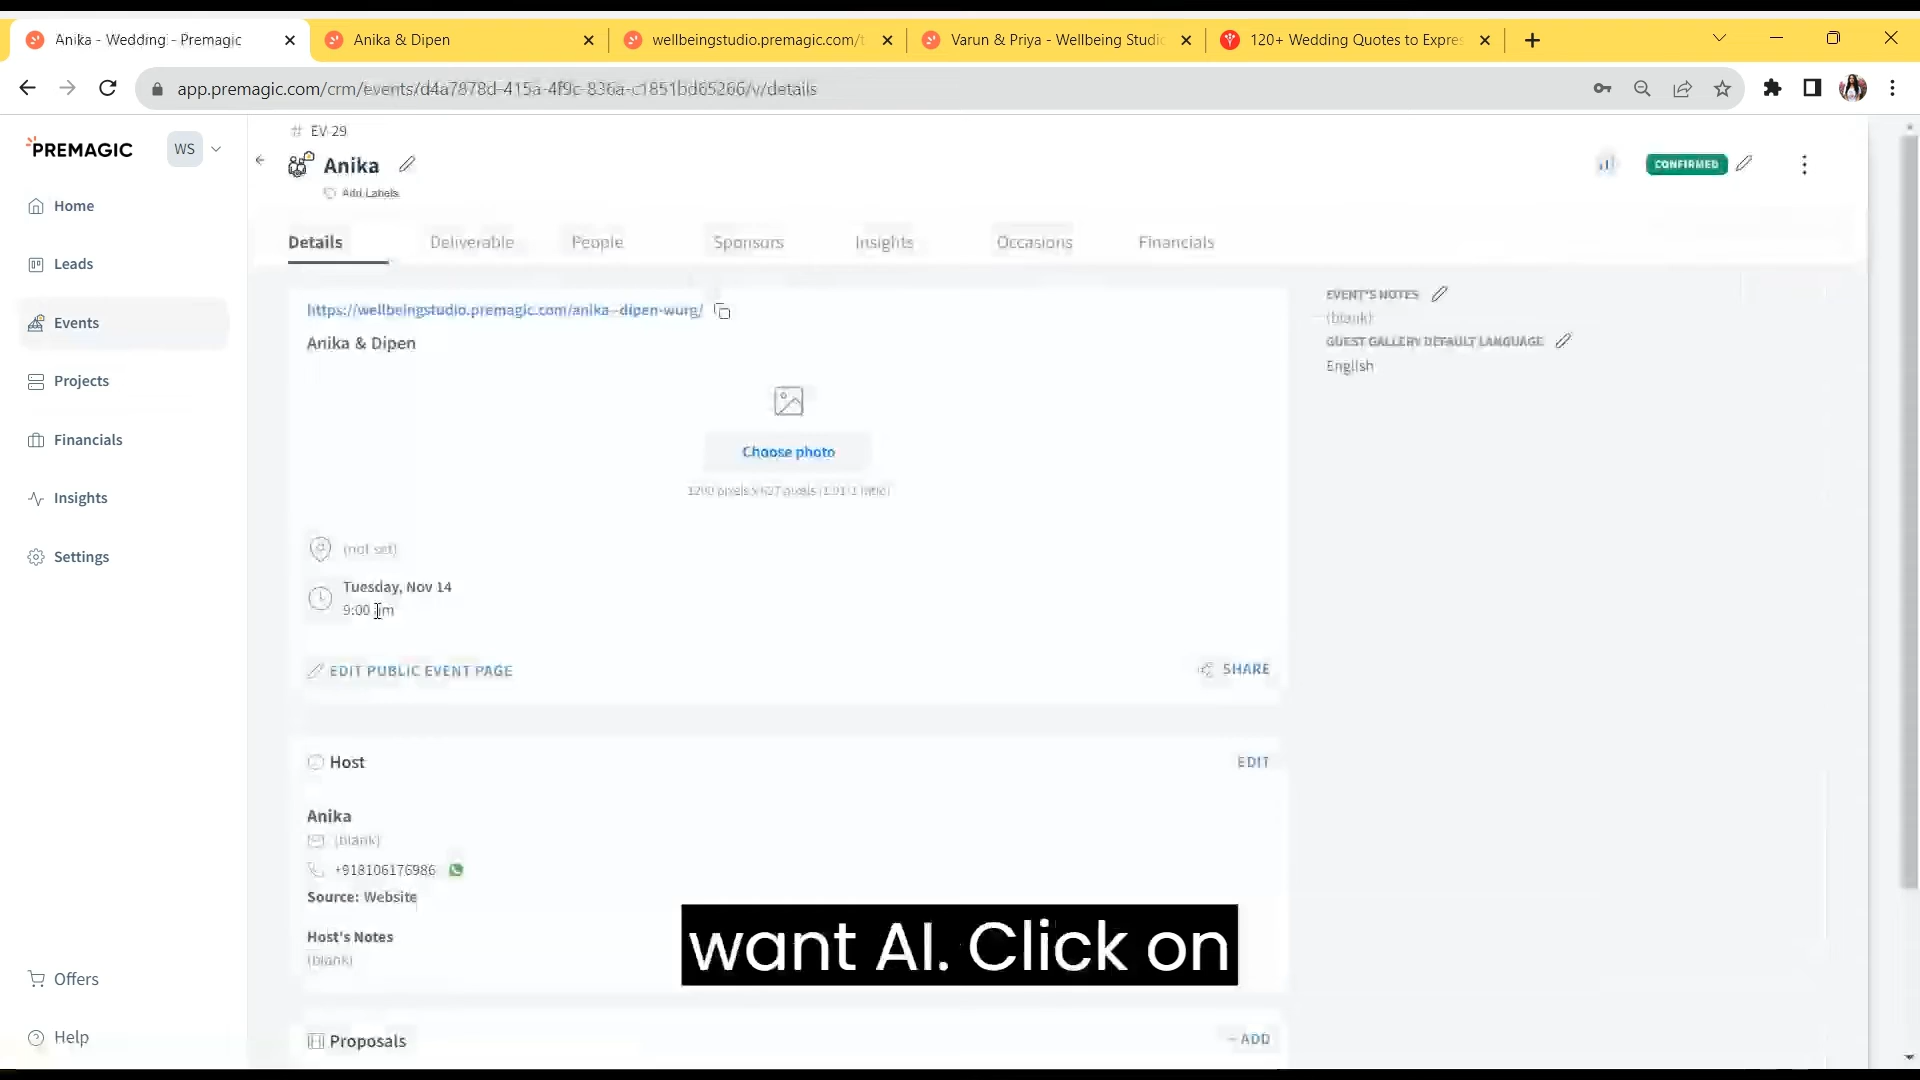 Anika - Wedding - Premagic
Anika & Dipen
wellbeingstudio.premagic.com/t
Varun & Priya - Wellbeing Studio
120+ Wedding Quotes to Expres
app.premagic.com/crm/events/d4a7878d-415a-4f9c-836a-c1851bd65266/v/details
PREMAGIC
WS
# EV-29
Anika
Add Labels
CONFIRMED
Home
Leads
Events
Projects
Financials
Insights
Settings
Offers
Help
Details
Deliverable
People
Sponsors
Insights
Occasions
Financials
https://wellbeingstudio.premagic.com/anika--dipen-wurg/
Anika & Dipen
Choose photo
1200 pixels x 627 pixels (1.91:1 ratio)
(not set)
Tuesday, Nov 14
9:00
EDIT PUBLIC EVENT PAGE
SHARE
EVENT'S NOTES
(blank)
GUEST GALLERY DEFAULT LANGUAGE
English
Host
EDIT
Anika
(blank)
+918106176986
Source: Website
Host's Notes
(blank)
Proposals
ADD
want AI. Click on